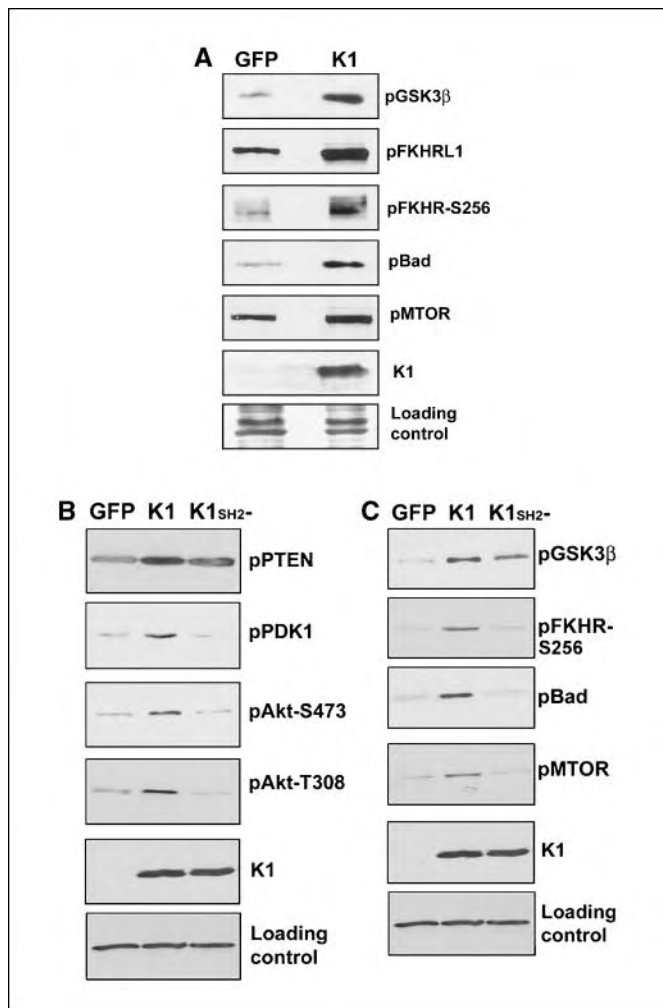 A GFP K1
pGSK3β
pFKHRL1
pFKHR-S256
pBad
pMTOR
K1
Loading
control
B GFP K1 K1SH2-
pPTEN
pPDK1
pAkt-S473
pAkt-T308
K1
Loading
control
C GFP K1 K1SH2-
pGSK3β
pFKHR-
S256
pBad
pMTOR
K1
Loading
control